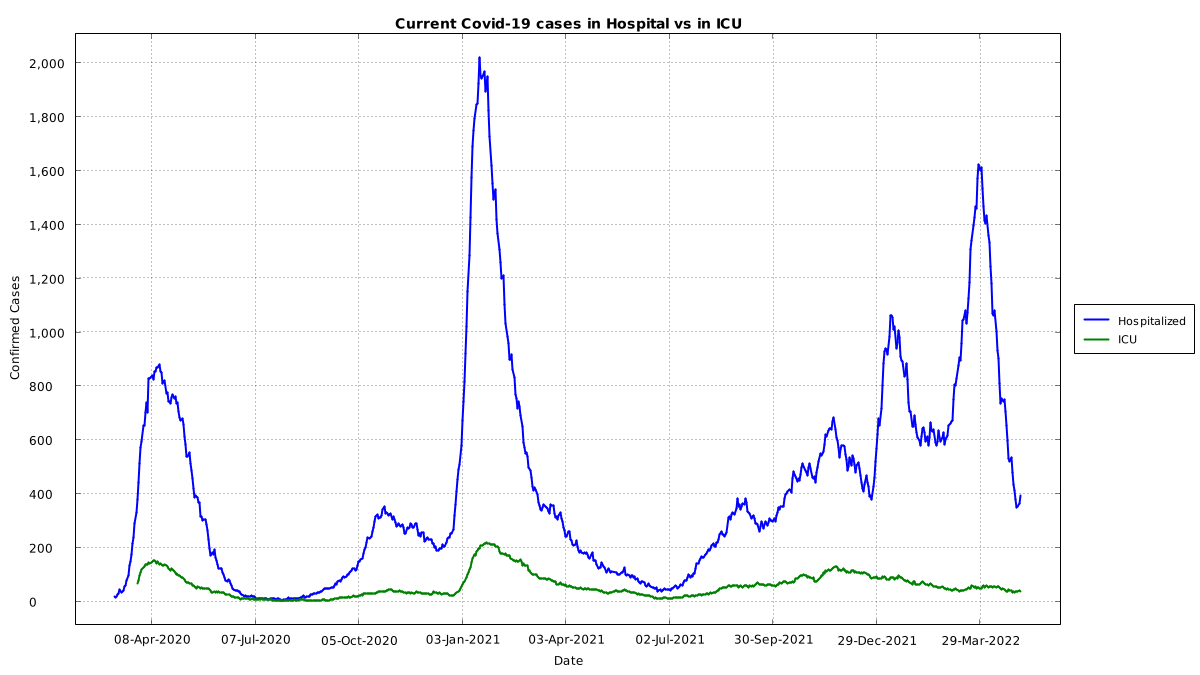 Current Covid-19 cases in Hospital vs in ICU
Confirmed Cases
2,000
1,800
1,600
1,400
1,200
1,000
800
600
400
200
0
08-Apr-2020 07-Jul-2020 05-Oct-2020 03-Jan-2021 03-Apr-2021 02-Jul-2021 30-Sep-2021 29-Dec-2021 29-Mar-2022
Date
Hospitalized
ICU